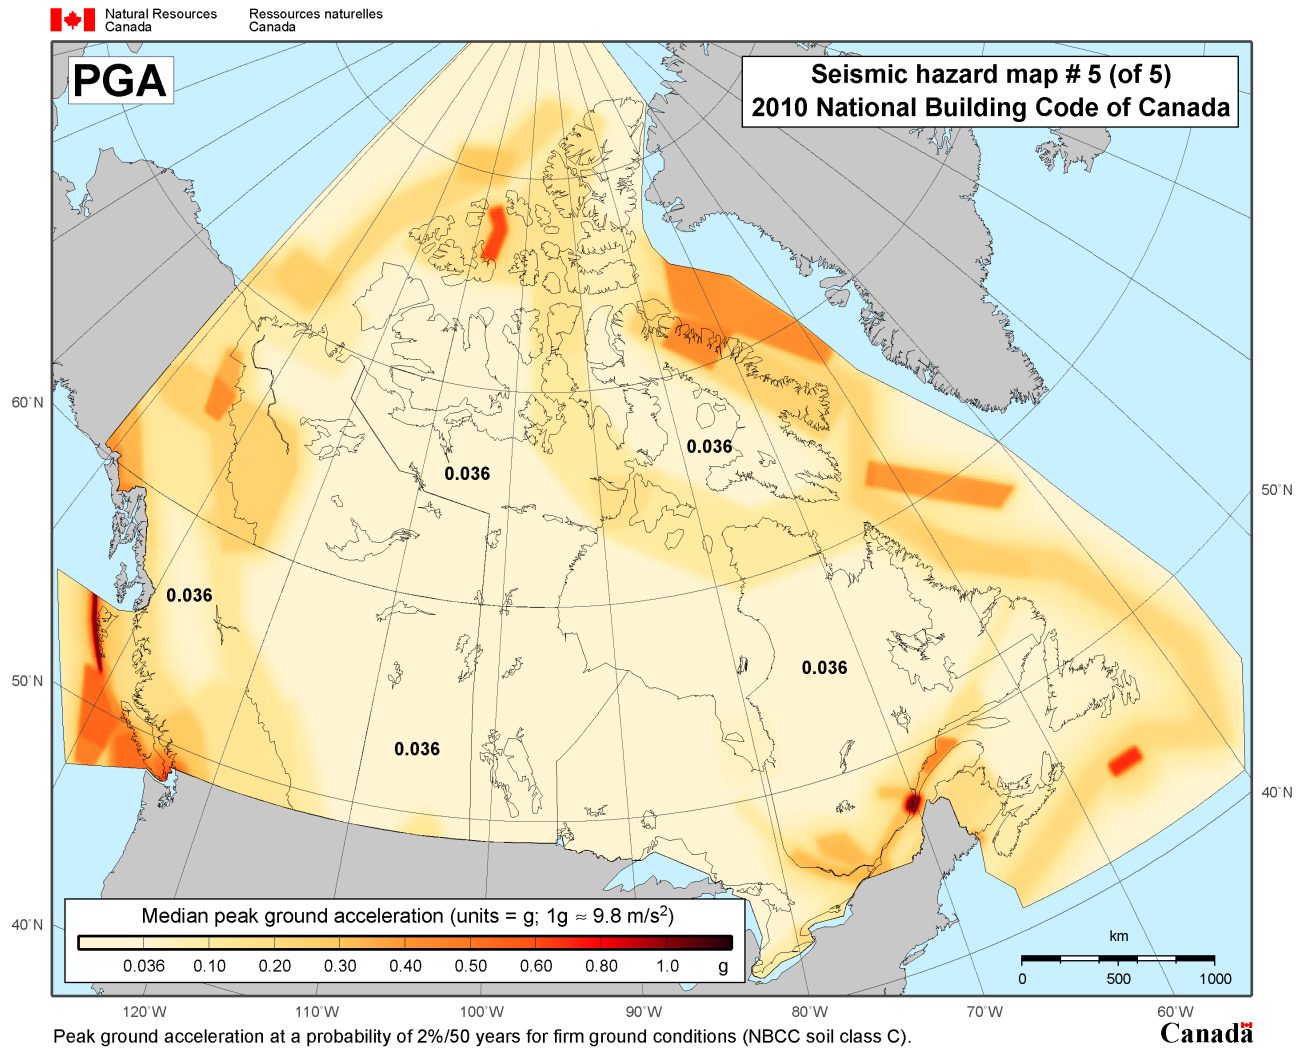 Natural Resources Ressources naturelles
Canada Canada
PGA
Seismic hazard map # 5 (of 5)
2010 National Building Code of Canada
60°N
50°N
0.036
0.036
0.036
0.036
50°N
0.036
40°N
40°N
Median peak ground acceleration (units = g; 1g ≈ 9.8 m/s²)
0.036 0.10 0.20 0.30 0.40 0.50 0.60 0.80 1.0 g
km
0 500 1000
120°W 110°W 100°W 90°W 80°W 70°W 60°W
Peak ground acceleration at a probability of 2%/50 years for firm ground conditions (NBCC soil class C).
Canada